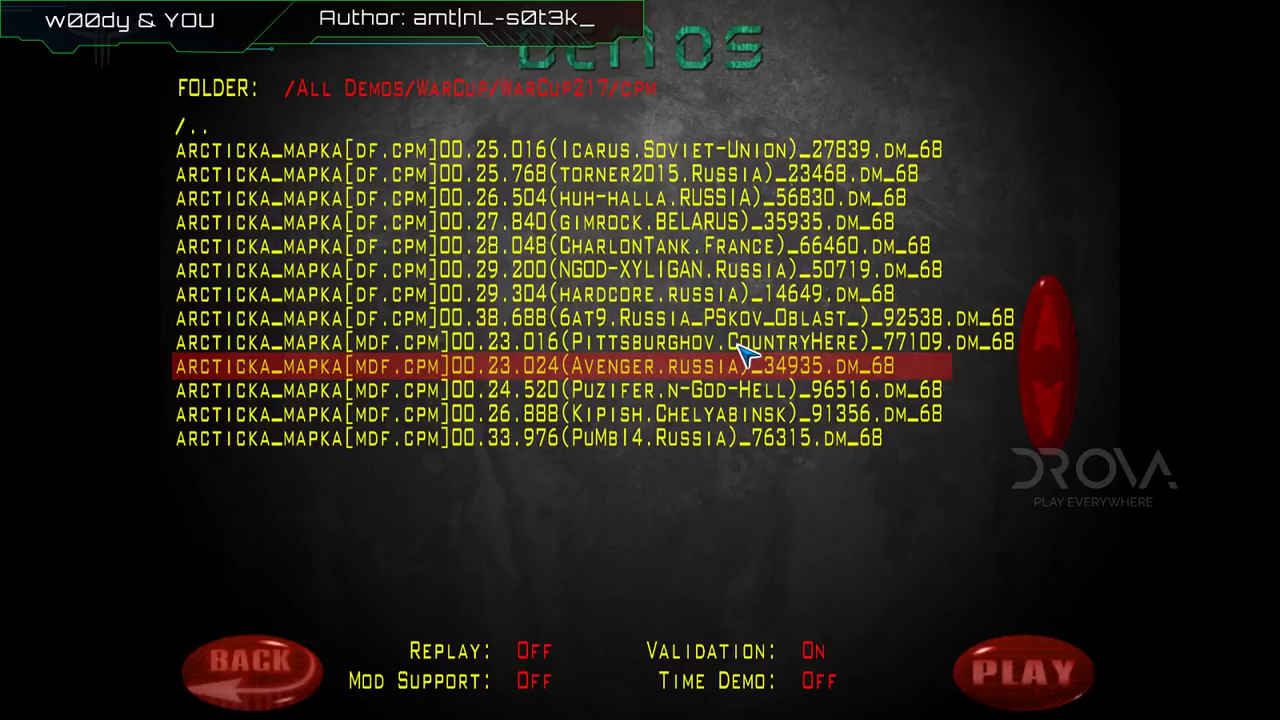 w00dy & YOU
Author: amt|nL-s0t3k_
DEMOS
FOLDER: /All Demos/WarCup/WarCup217/cpm
/..
ARCTICKA_MAPKA[DF.CPM]00.25.016(Icarus.Soviet-Union)_27839.dm_68
ARCTICKA_MAPKA[DF.CPM]00.25.768(torner2015.Russia)_23468.dm_68
ARCTICKA_MAPKA[DF.CPM]00.26.504(huh-halla.RUSSIA)_56830.dm_68
ARCTICKA_MAPKA[DF.CPM]00.27.840(gimrock.BELARUS)_35935.dm_68
ARCTICKA_MAPKA[DF.CPM]00.28.048(CharlonTank.France)_66460.dm_68
ARCTICKA_MAPKA[DF.CPM]00.29.200(NGOD-XYLIGAN.Russia)_50719.dm_68
ARCTICKA_MAPKA[DF.CPM]00.29.304(hardcore.russia)_14649.dm_68
ARCTICKA_MAPKA[DF.CPM]00.38.688(6at9.Russia_PSkov_Oblast_)_92538.dm_68
ARCTICKA_MAPKA[MDF.CPM]00.23.016(Pittsburghov.CountryHere)_77109.dm_68
ARCTICKA_MAPKA[MDF.CPM]00.23.024(Avenger.russia)_34935.dm_68
ARCTICKA_MAPKA[MDF.CPM]00.24.520(Puzifer.n-God-Hell)_96516.dm_68
ARCTICKA_MAPKA[MDF.CPM]00.26.888(Kipish.Chelyabinsk)_91356.dm_68
ARCTICKA_MAPKA[MDF.CPM]00.33.976(PuMbI4.Russia)_76315.dm_68
DROVA
PLAY EVERYWHERE
BACK
Replay: Off
Validation: On
Mod Support: Off
Time Demo: Off
PLAY